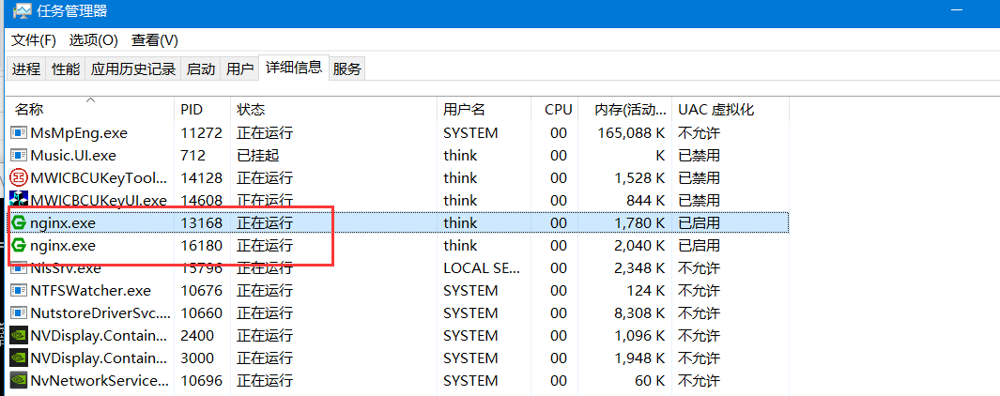 任务管理器
文件(F) 选项(O) 查看(V)
进程 性能 应用历史记录 启动 用户 详细信息 服务
名称 PID 状态 用户名 CPU 内存(活动... UAC 虚拟化
MsMpEng.exe 11272 正在运行 SYSTEM 00 165,088 K 不允许
Music.UI.exe 712 已挂起 think 00 K 已禁用
MWICBCUKeyTool... 14128 正在运行 think 00 1,528 K 已禁用
MWICBCUKeyUI.exe 14608 正在运行 think 00 844 K 已禁用
nginx.exe 13168 正在运行 think 00 1,780 K 已启用
nginx.exe 16180 正在运行 think 00 2,040 K 已启用
NisSrv.exe 15796 正在运行 LOCAL SE... 00 2,348 K 不允许
NTFSWatcher.exe 10676 正在运行 SYSTEM 00 124 K 不允许
NutstoreDriverSvc.... 10660 正在运行 SYSTEM 00 8,308 K 不允许
NVDisplay.Contain... 2400 正在运行 SYSTEM 00 1,096 K 不允许
NVDisplay.Contain... 3000 正在运行 SYSTEM 00 1,948 K 不允许
NvNetworkService... 10696 正在运行 SYSTEM 00 60 K 不允许